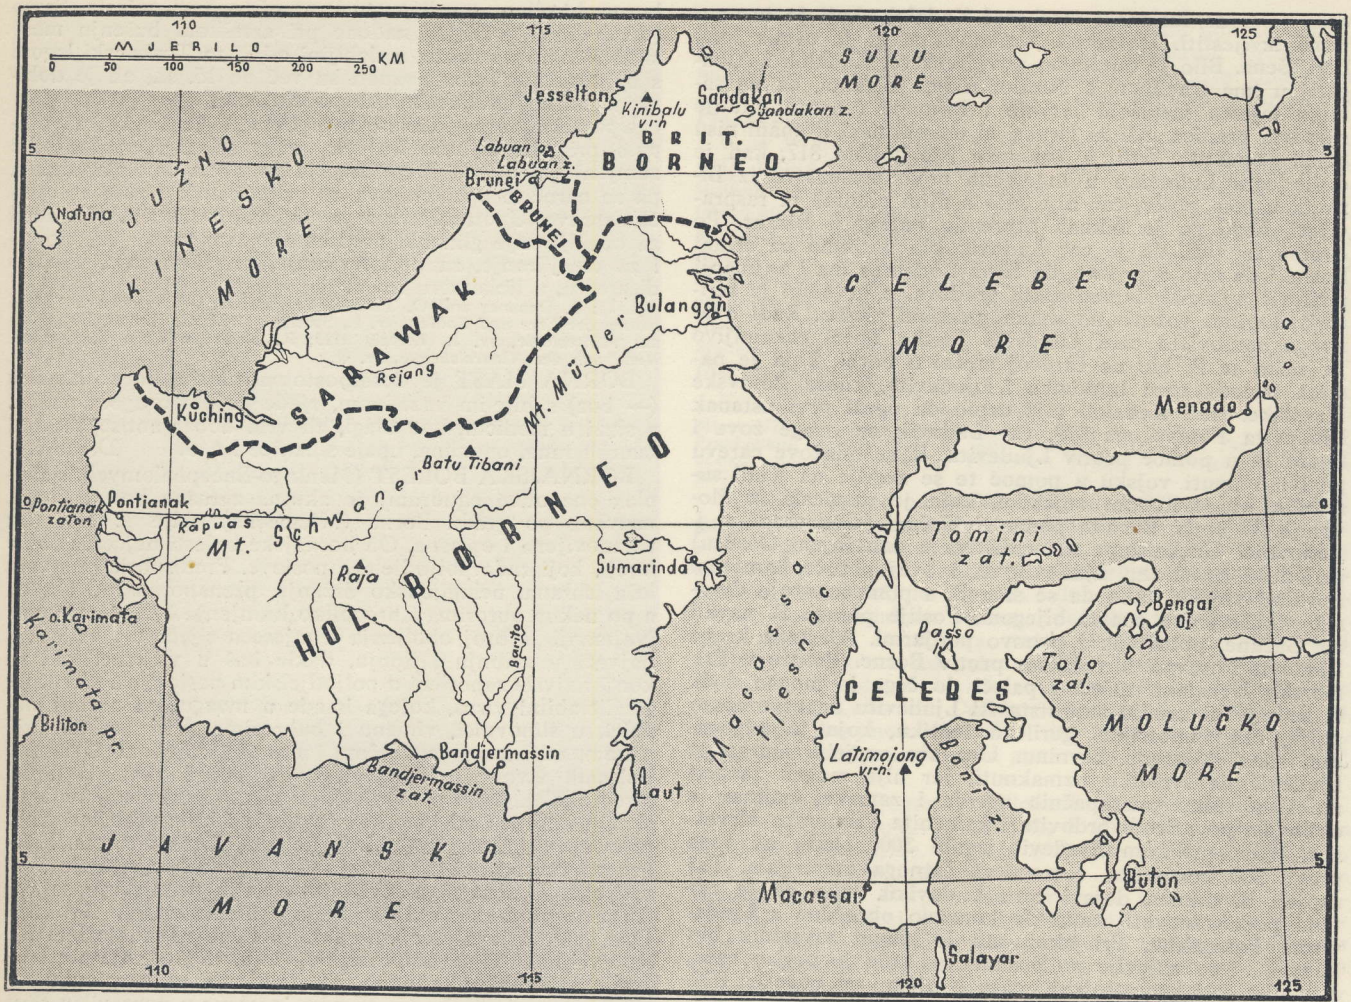 110
115
120
125
MJERILO
0 50 100 150 200 250 KM
SULU
MORE
Jesselton
Kinibalu
vrh
Sandakan
Sandakan z.
BRIT.
BORNEO
Labuan o.
Labuan z.
Brunei
BRUNEI
5
5
JUŽNO
KINESKO
MORE
Natuna
CELEBES
MORE
Bulangan
SARAWAK
Rejang
Mt. Müller
Kuching
Menado
Batu Tibani
Pontianak
Pontianak
zaton
Kapuas
Mt. Schwaner
0
Raja
HOL. BORNEO
Sumarinda
Tomini
zat.
Macassar
tjesnac
o. Karimata
Karimata pr.
Barito
Passo
Bengai
ot.
Tolo
zal.
CELEBES
Biliton
MOLUČKO
MORE
Latimojong
vrh.
Boni z.
Bandjermassin
Bandjermassin
zat.
Laut
JAVANSKO
MORE
5
5
Macassar
Buton
Salayar
110
115
120
125